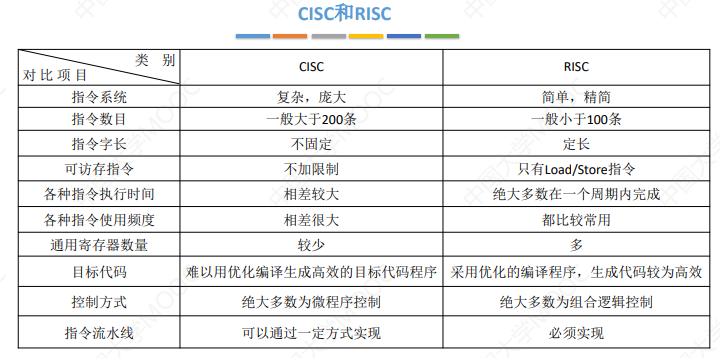 CISC和RISC
类 别
对比项目
CISC
RISC
指令系统
复杂，庞大
简单，精简
指令数目
一般大于200条
一般小于100条
指令字长
不固定
定长
可访存指令
不加限制
只有Load/Store指令
各种指令执行时间
相差较大
绝大多数在一个周期内完成
各种指令使用频度
相差很大
都比较常用
通用寄存器数量
较少
多
目标代码
难以用优化编译生成高效的目标代码程序
采用优化的编译程序，生成代码较为高效
控制方式
绝大多数为微程序控制
绝大多数为组合逻辑控制
指令流水线
可以通过一定方式实现
必须实现
中国大学MOOC